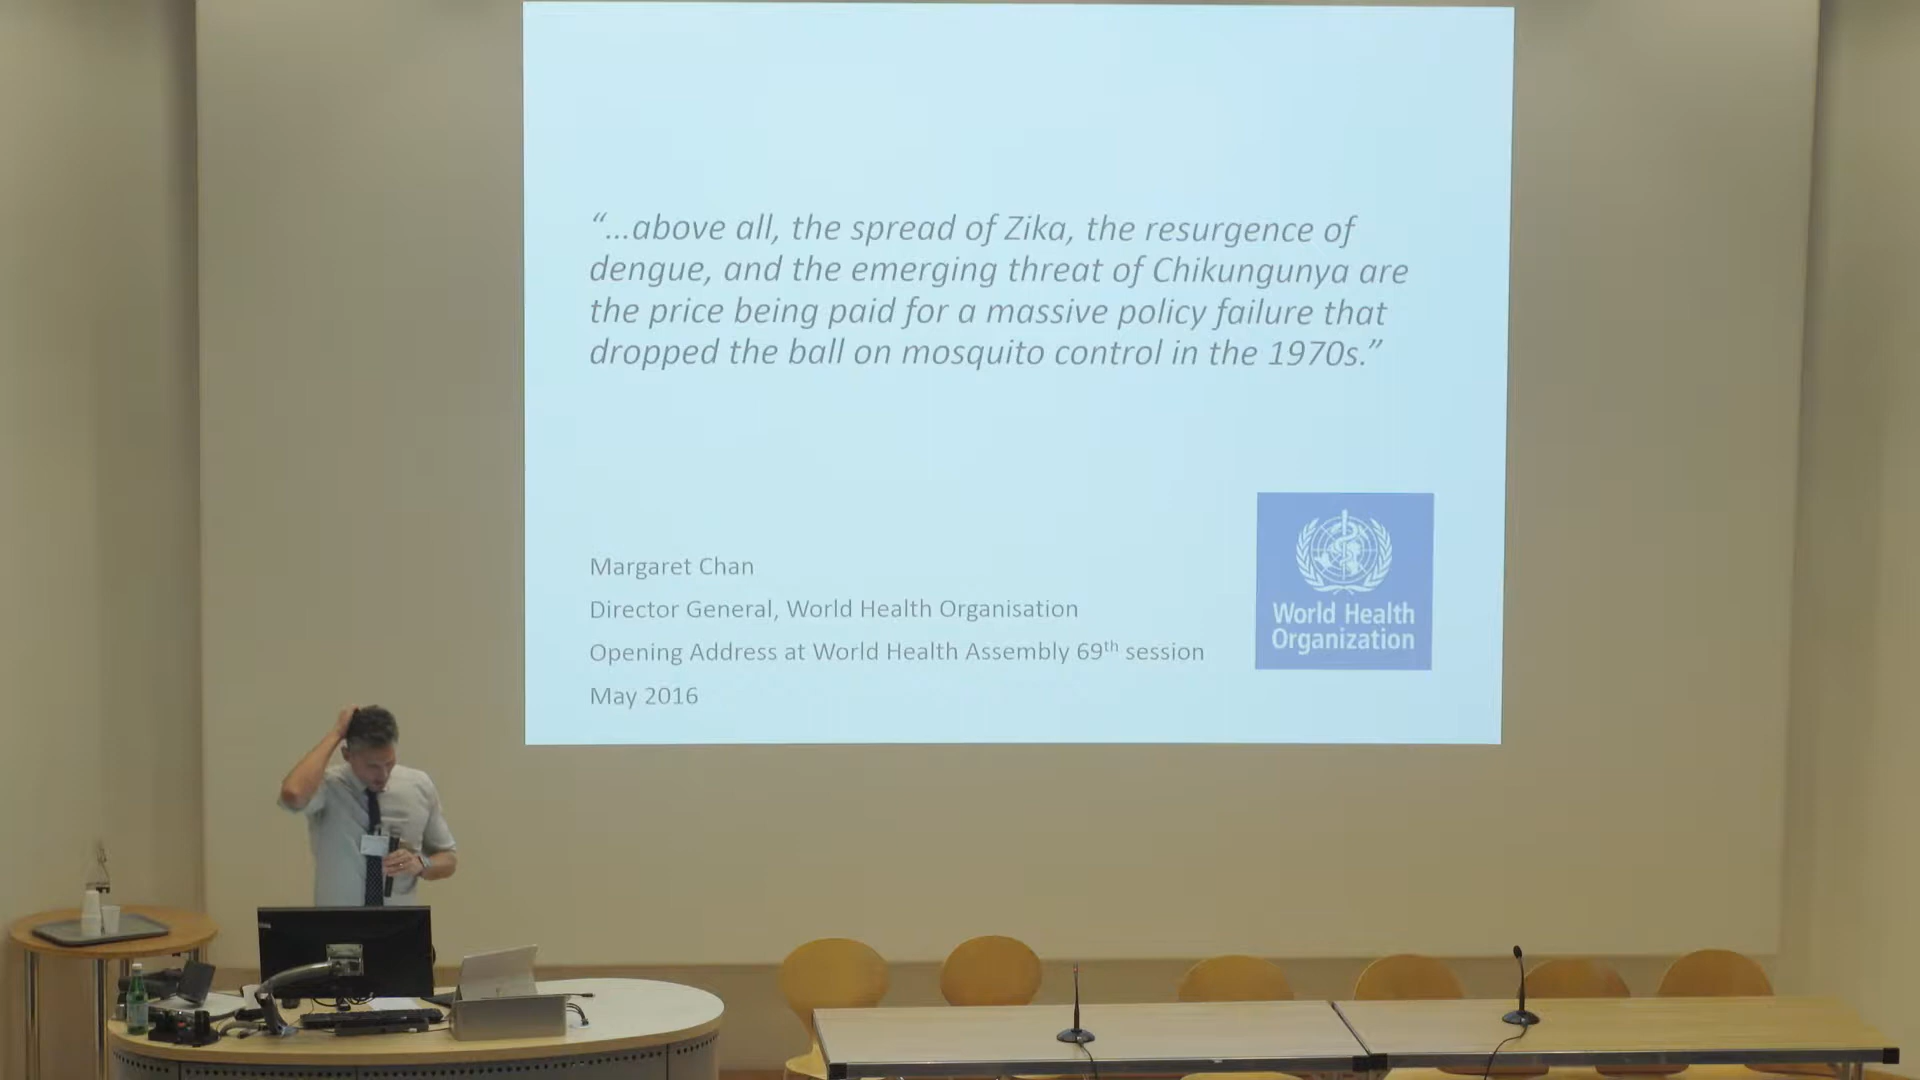 “...above all, the spread of Zika, the resurgence of
dengue, and the emerging threat of Chikungunya are
the price being paid for a massive policy failure that
dropped the ball on mosquito control in the 1970s.”
Margaret Chan
Director General, World Health Organisation
Opening Address at World Health Assembly 69th session
May 2016
World Health
Organization